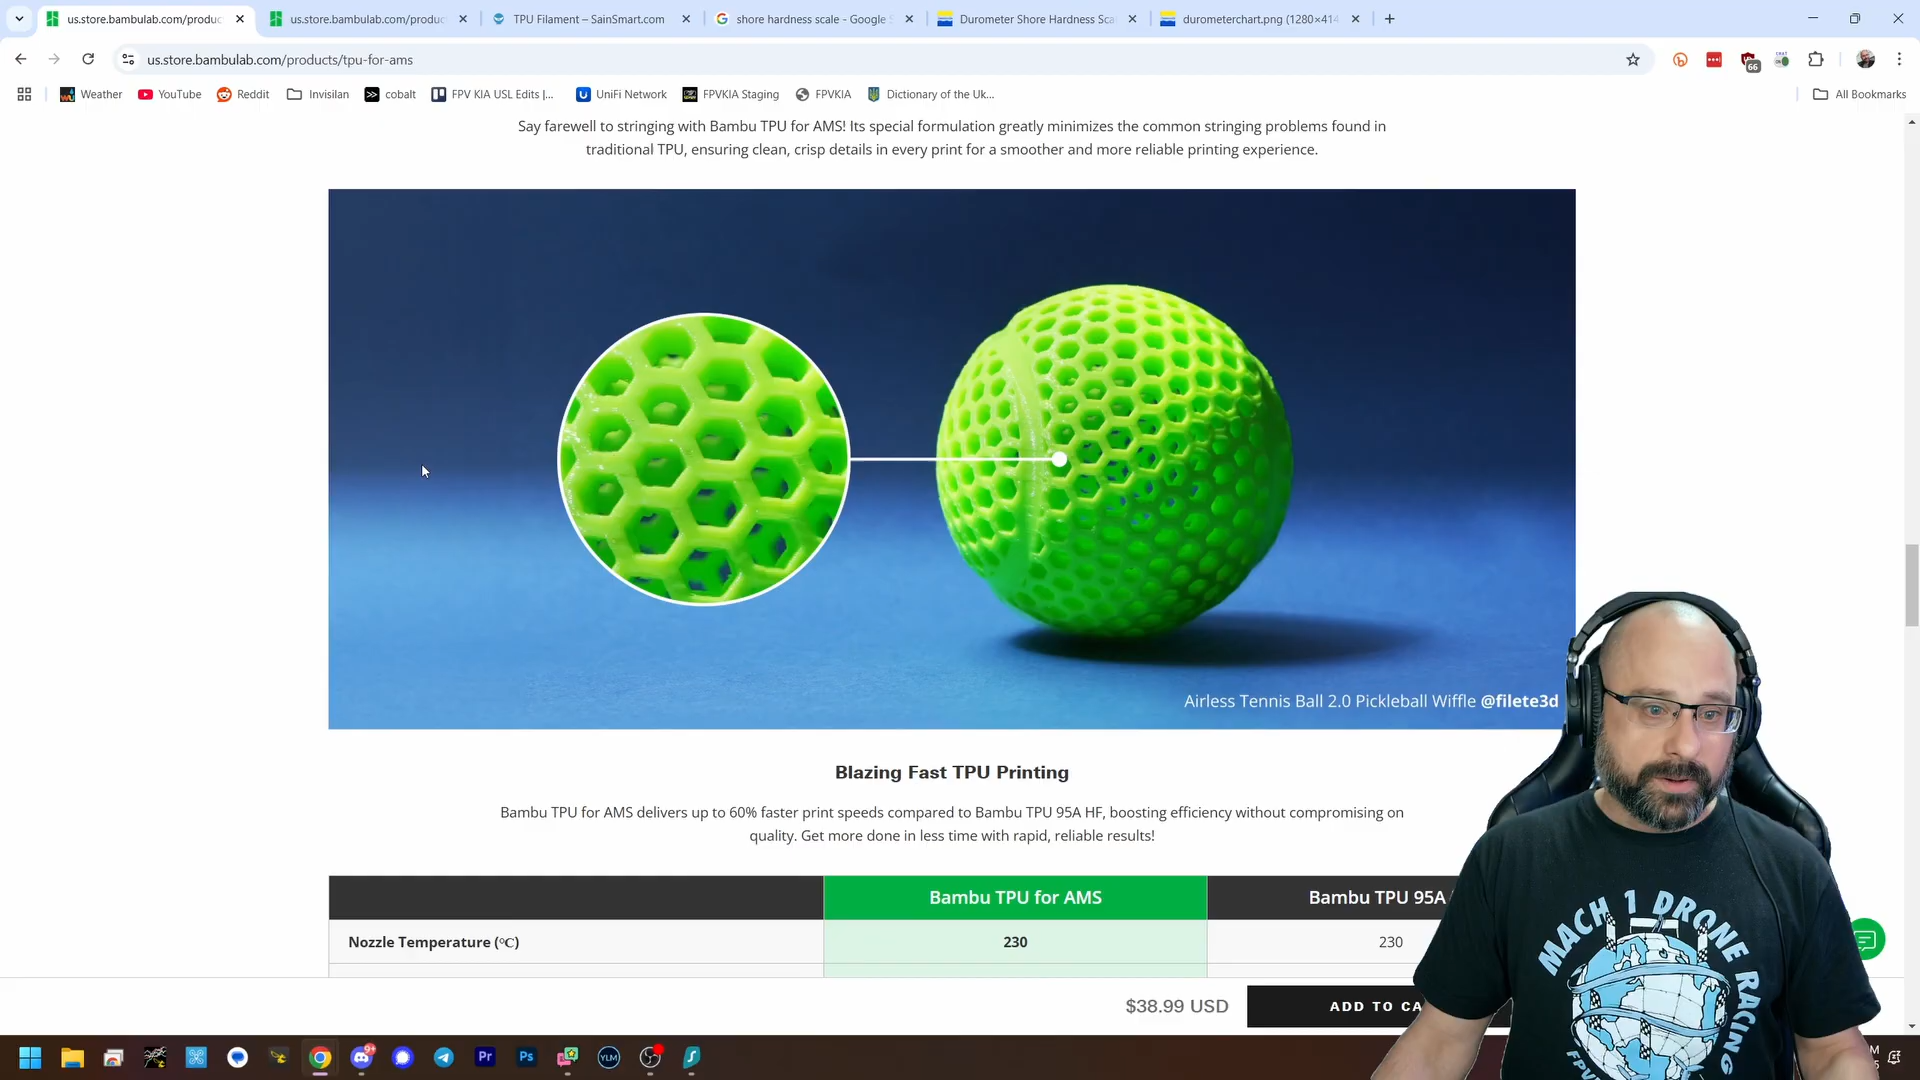 us.store.bambulab.com/produc
us.store.bambulab.com/produc
TPU Filament – SainSmart.com
shore hardness scale - Google S
Durometer Shore Hardness Sca
durometerchart.png (1280×414
us.store.bambulab.com/products/tpu-for-ams
66
Weather
YouTube
Reddit
Invisilan
cobalt
FPV KIA USL Edits |...
UniFi Network
FPVKIA Staging
FPVKIA
Dictionary of the Uk...
All Bookmarks
Say farewell to stringing with Bambu TPU for AMS! Its special formulation greatly minimizes the common stringing problems found in
traditional TPU, ensuring clean, crisp details in every print for a smoother and more reliable printing experience.
Airless Tennis Ball 2.0 Pickleball Wiffle @filete3d
Blazing Fast TPU Printing
Bambu TPU for AMS delivers up to 60% faster print speeds compared to Bambu TPU 95A HF, boosting efficiency without compromising on
quality. Get more done in less time with rapid, reliable results!
Bambu TPU for AMS
Bambu TPU 95A
Nozzle Temperature (°C)
230
230
$38.99 USD
ADD TO CA
MACH 1 DRONE RACING
FPV
9+
Pr
Ps
YLM
M
5